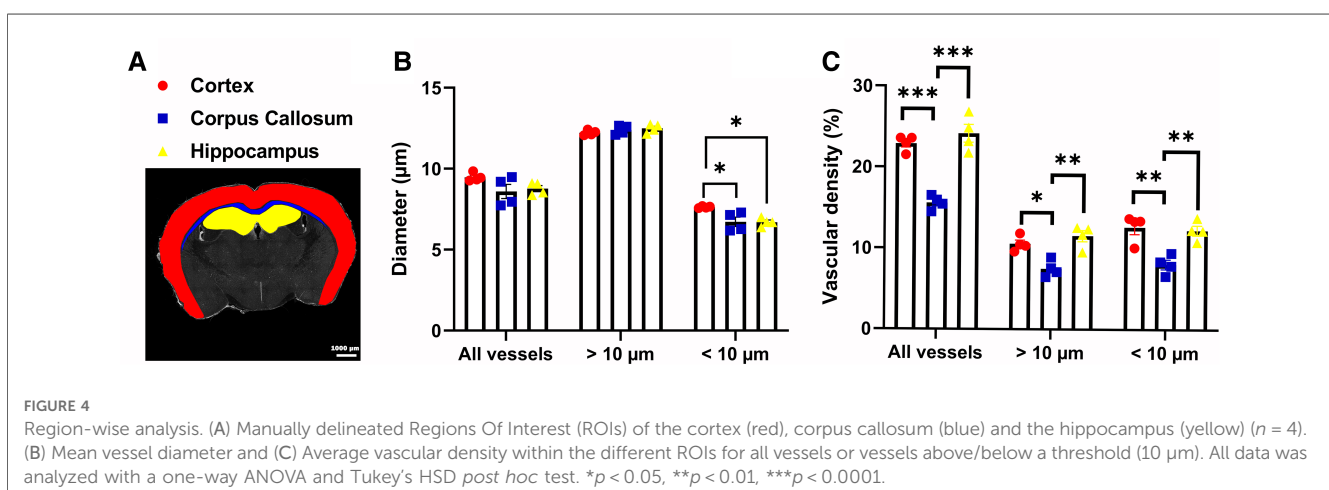 A
Cortex
Corpus Callosum
Hippocampus
1000 µm
B
Diameter (µm)
15
10
5
0
*
*
All vessels
> 10 µm
< 10 µm
C
Vascular density (%)
30
20
10
0
***
***
*
**
**
**
All vessels
> 10 µm
< 10 µm
FIGURE 4
Region-wise analysis. (A) Manually delineated Regions Of Interest (ROIs) of the cortex (red), corpus callosum (blue) and the hippocampus (yellow) (n = 4).
(B) Mean vessel diameter and (C) Average vascular density within the different ROIs for all vessels or vessels above/below a threshold (10 µm). All data was
analyzed with a one-way ANOVA and Tukey's HSD post hoc test. *p < 0.05, **p < 0.01, ***p < 0.0001.